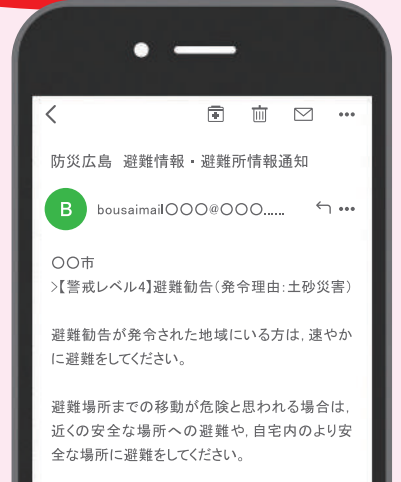 防災広島 避難情報・避難所情報通知
B bousaimail〇〇〇@〇〇〇......
〇〇市
>【警戒レベル4】避難勧告(発令理由:土砂災害)
避難勧告が発令された地域にいる方は,速やか
に避難をしてください。
避難場所までの移動が危険と思われる場合は,
近くの安全な場所への避難や,自宅内のより安
全な場所に避難をしてください。